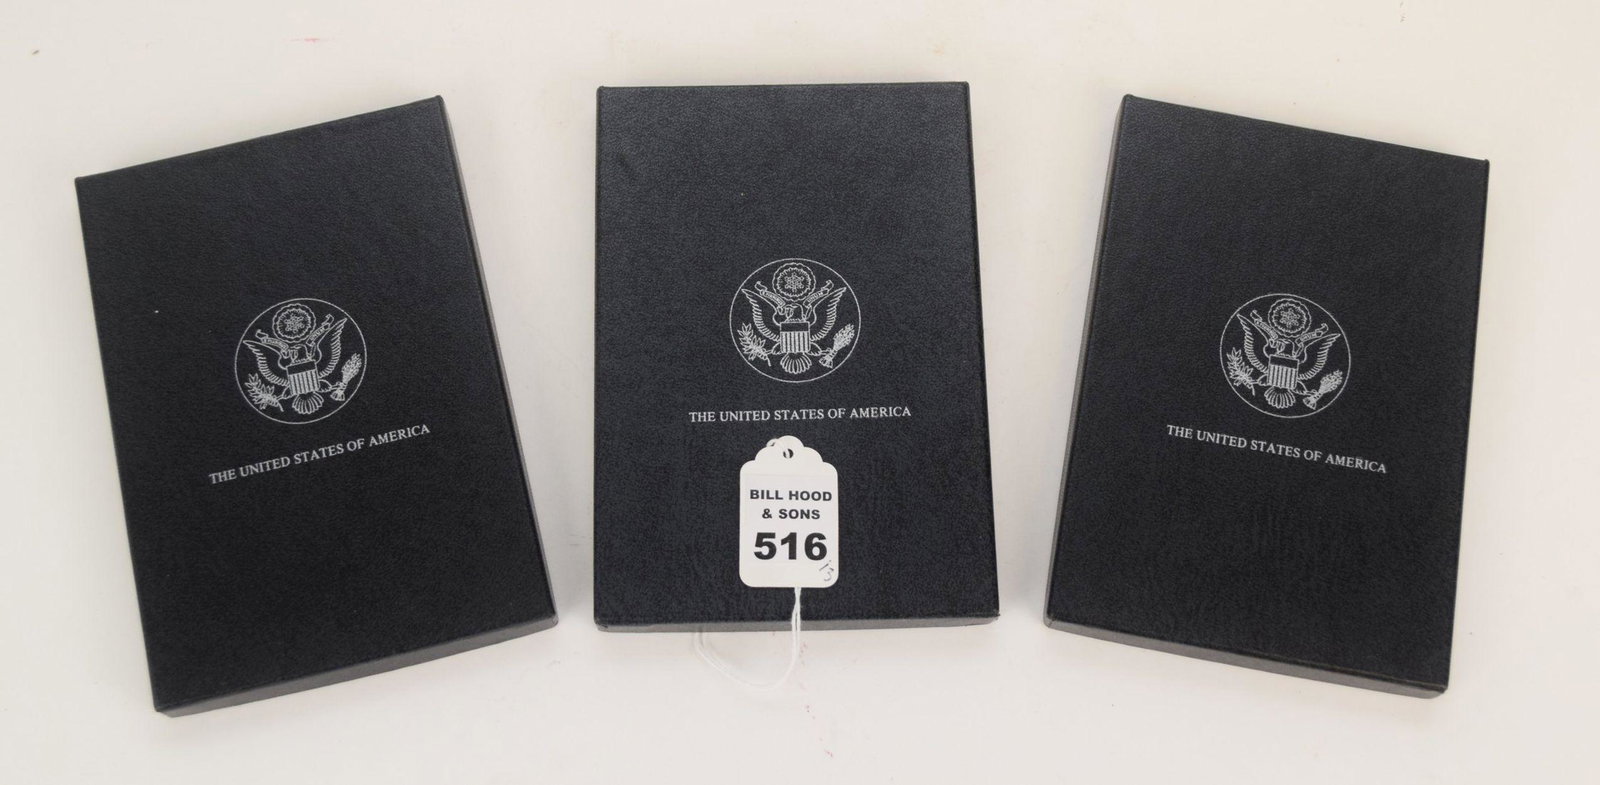 THE UNITED STATES OF AMERICA
THE UNITED STATES OF AMERICA
BILL HOOD
& SONS
516
THE UNITED STATES OF AMERICA